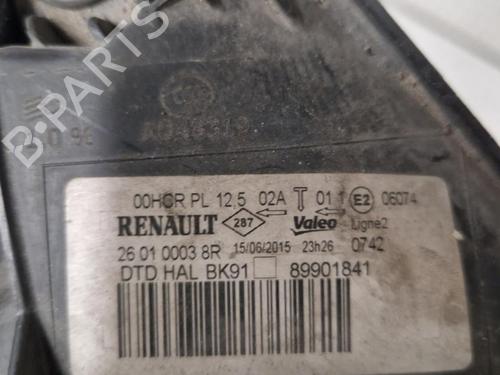 B-PARTS
00HCR PL 12,5 02A T 01 1 E2 06074
RENAULT 287 Valeo Ligne2
26 01 0003 8R 15/06/2015 23h26 0742
DTD HAL BK91 89901841